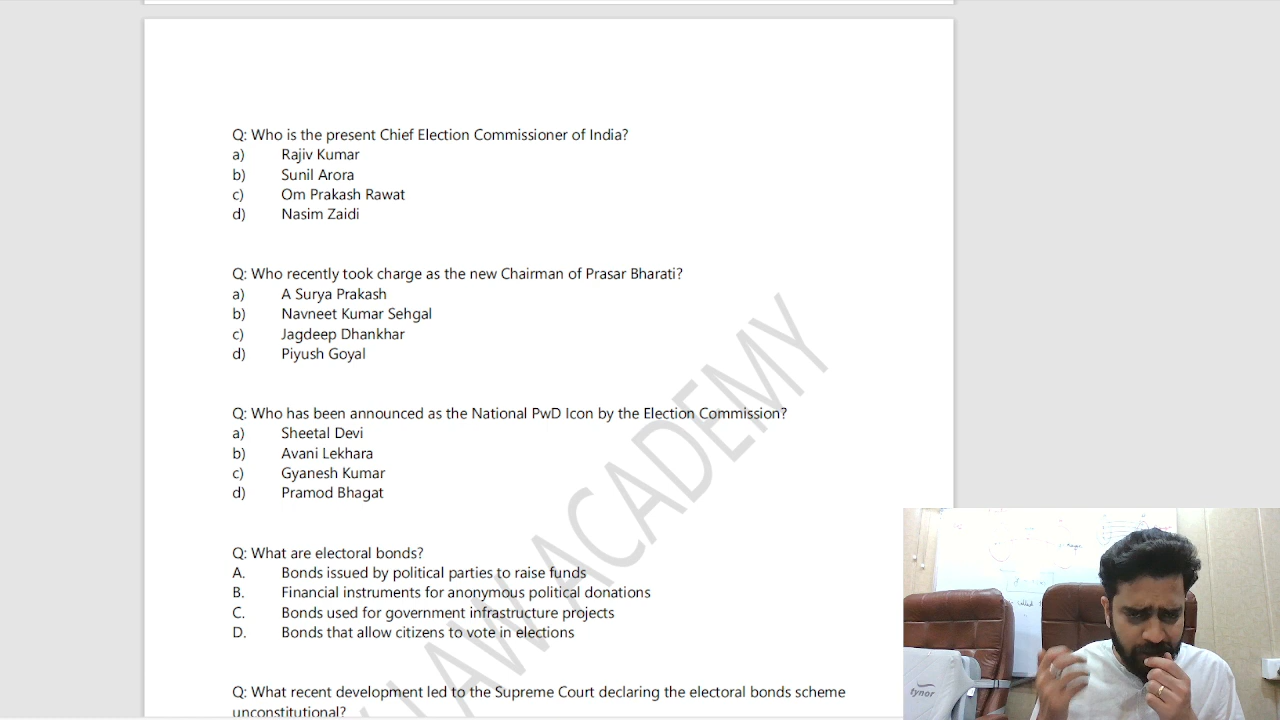 Q: Who is the present Chief Election Commissioner of India?
a) Rajiv Kumar
b) Sunil Arora
c) Om Prakash Rawat
d) Nasim Zaidi
Q: Who recently took charge as the new Chairman of Prasar Bharati?
a) A Surya Prakash
b) Navneet Kumar Sehgal
c) Jagdeep Dhankhar
d) Piyush Goyal
Q: Who has been announced as the National PwD Icon by the Election Commission?
a) Sheetal Devi
b) Avani Lekhara
c) Gyanesh Kumar
d) Pramod Bhagat
Q: What are electoral bonds?
A. Bonds issued by political parties to raise funds
B. Financial instruments for anonymous political donations
C. Bonds used for government infrastructure projects
D. Bonds that allow citizens to vote in elections
Q: What recent development led to the Supreme Court declaring the electoral bonds scheme
unconstitutional?
LAW ACADEMY
tynor